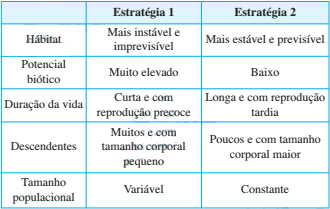 Estratégia 1 Estratégia 2
Hábitat Mais instável e imprevisível Mais estável e previsível
Potencial biótico Muito elevado Baixo
Duração da vida Curta e com reprodução precoce Longa e com reprodução tardia
Descendentes Muitos e com tamanho corporal pequeno Poucos e com tamanho corporal maior
Tamanho populacional Variável Constante